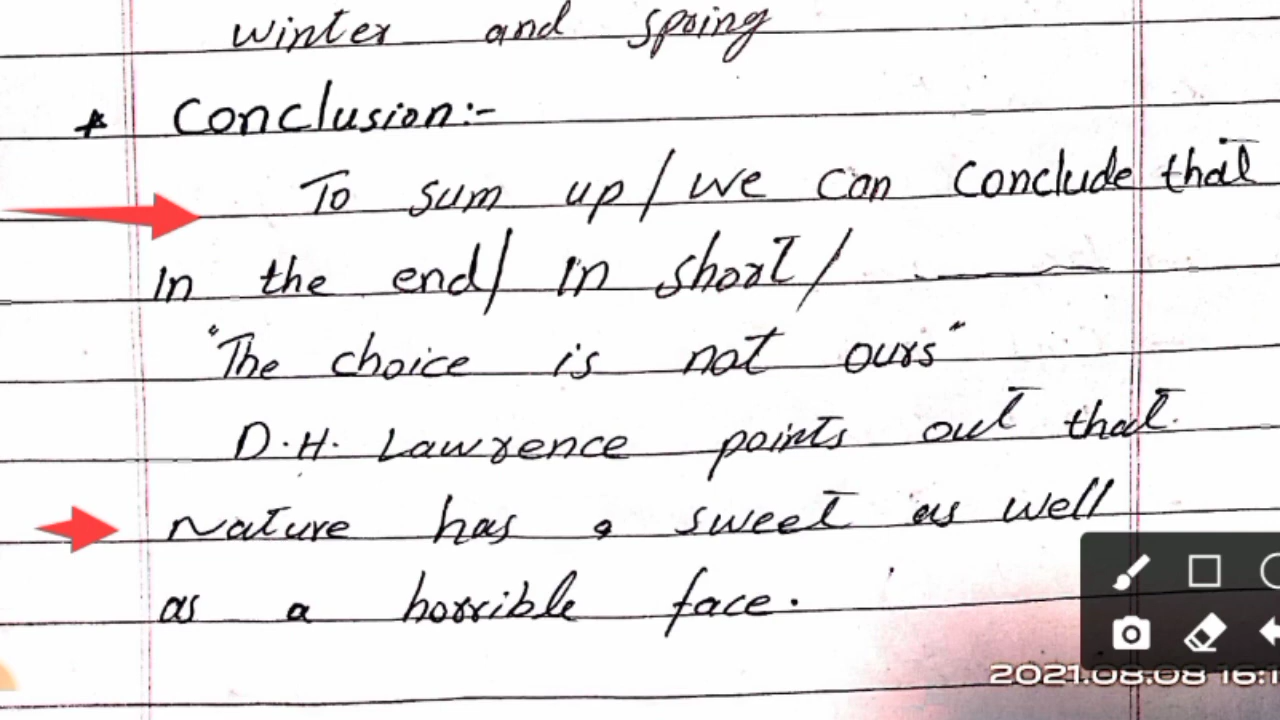 winter and spring
* Conclusion:-
To sum up / we can conclude that
In the end / in short /
"The choice is not ours"
D.H. Lawrence points out that.
Nature has a sweet as well
as a horrible face.
2021.08.08 16:1